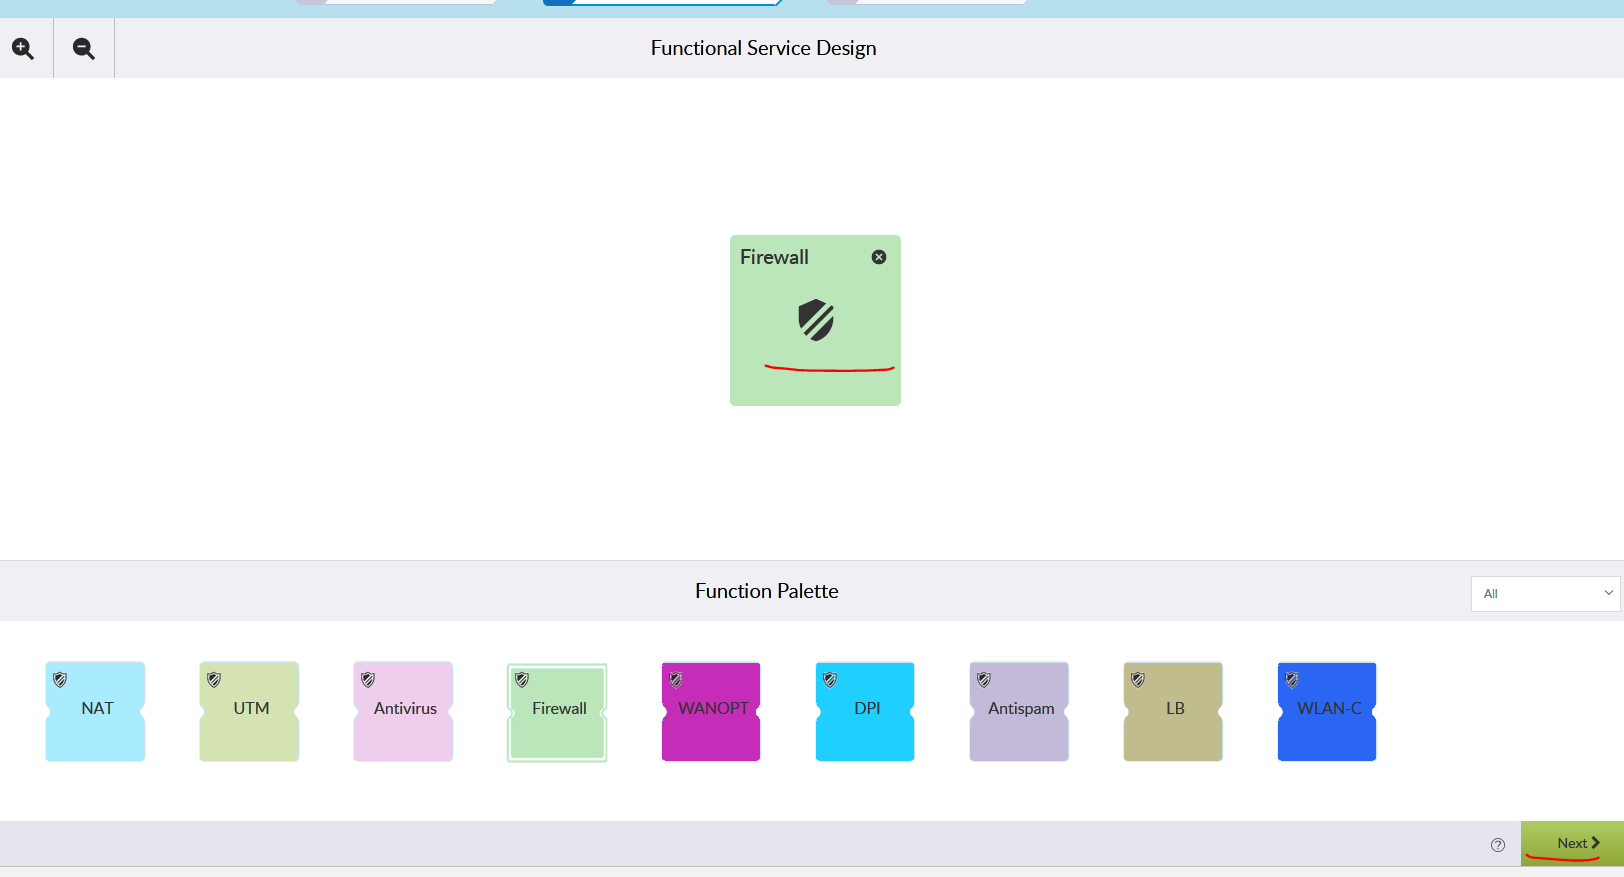 Functional Service Design
Firewall
Function Palette
All
NAT
UTM
Antivirus
Firewall
WANOPT
DPI
Antispam
LB
WLAN-C
Next